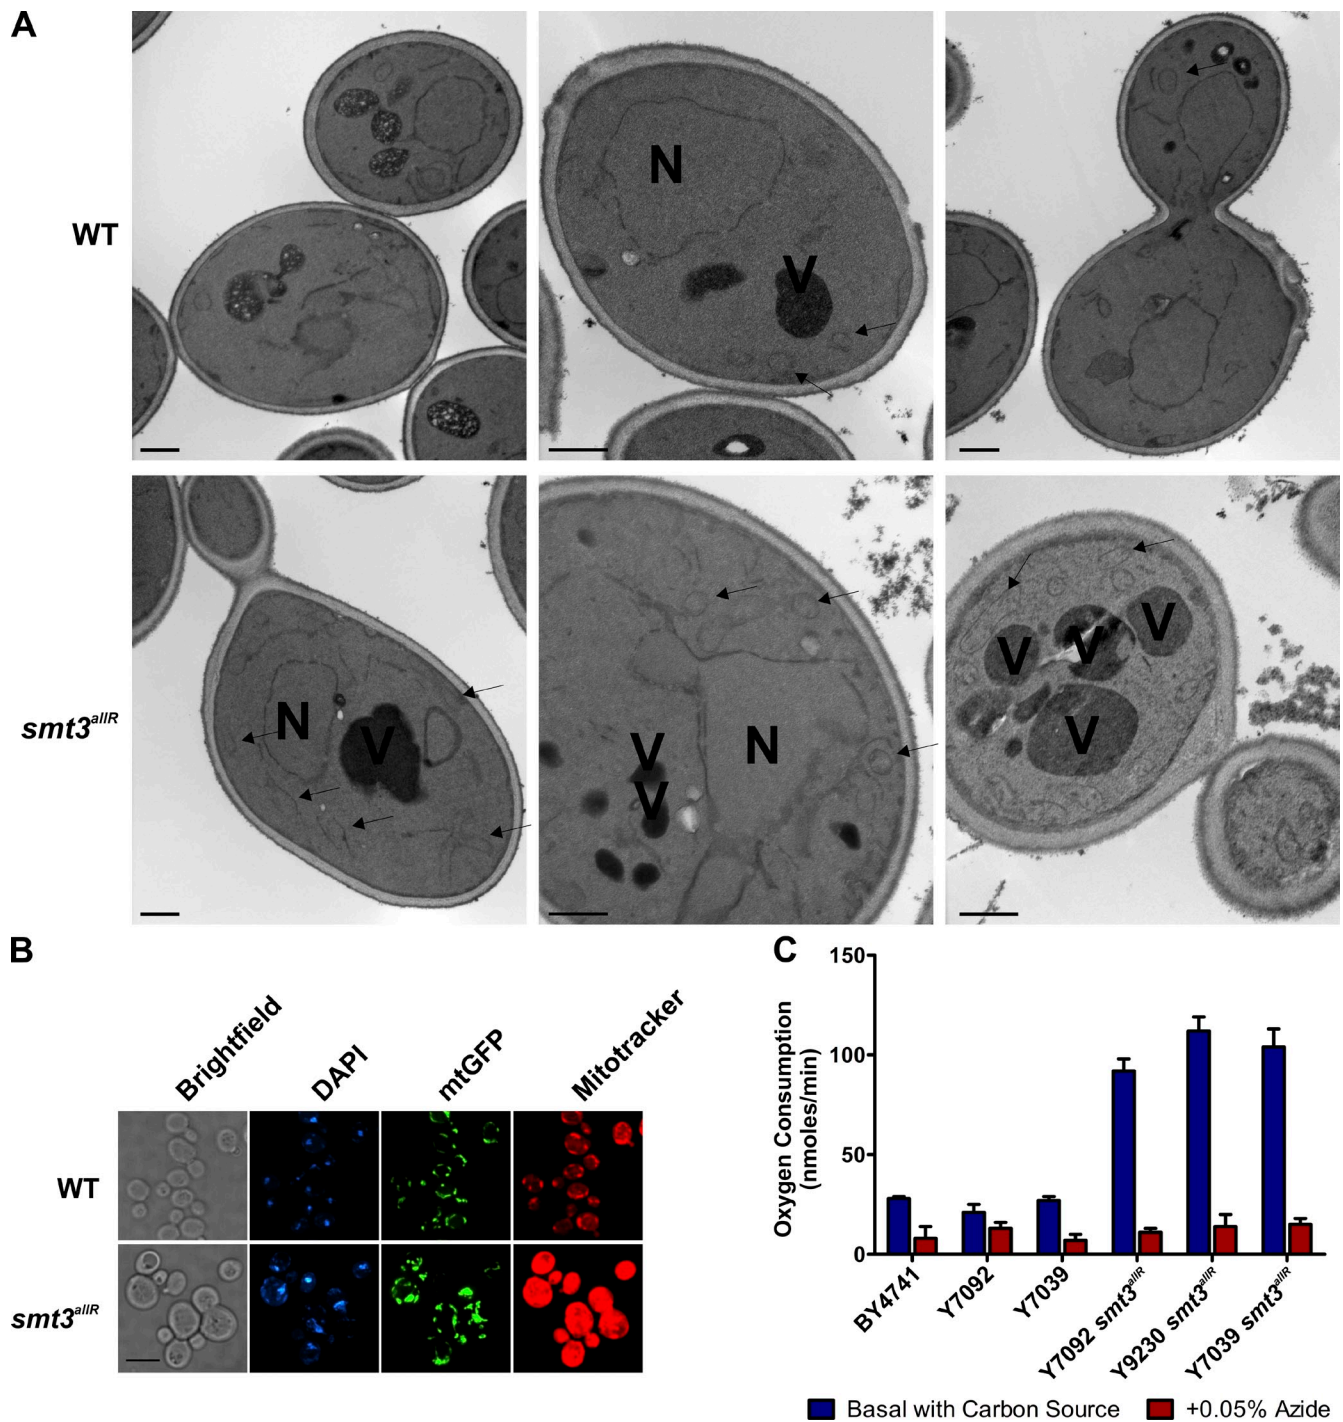 A
WT
N
V
smt3allR
N
V
V
V
N
V
V
V
V
B
Brightfield
DAPI
mtGFP
Mitotracker
WT
smt3allR
C
Oxygen Consumption
(nmoles/min)
150
100
50
0
BY4741
Y7092
Y7039
Y7092 smt3allR
Y9230 smt3allR
Y7039 smt3allR
Basal with Carbon Source
+0.05% Azide